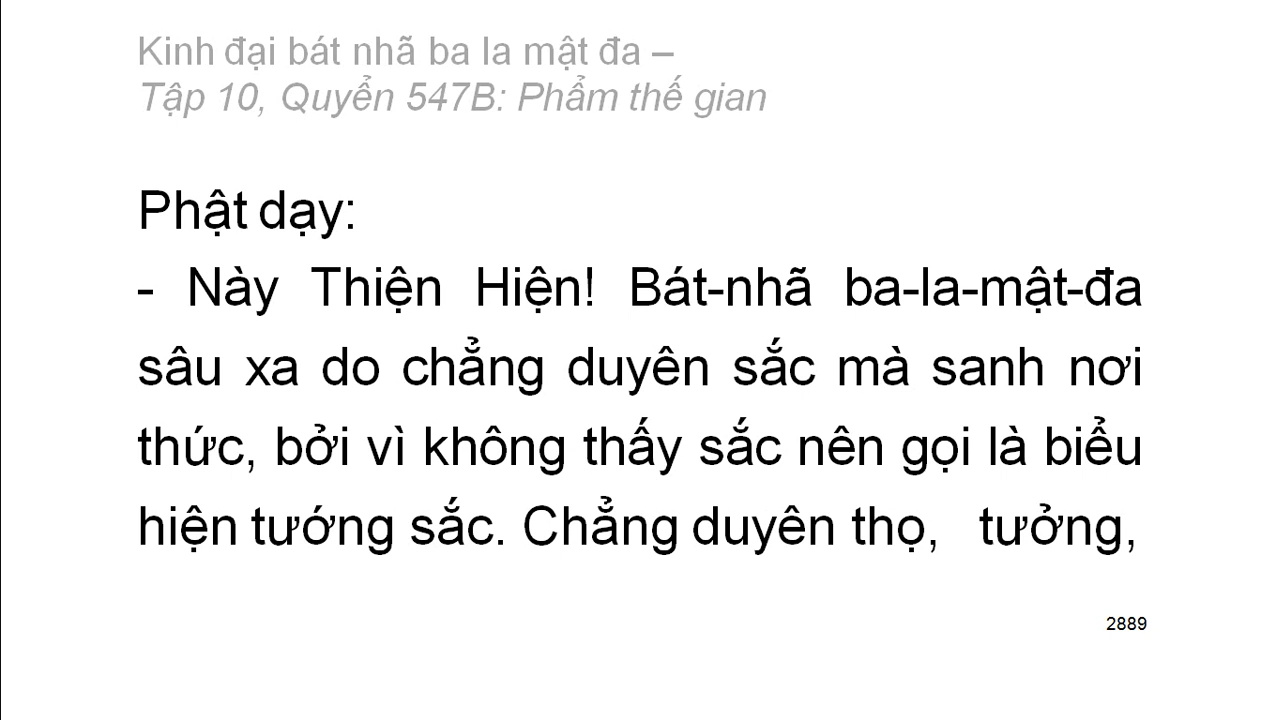 Kinh đại bát nhã ba la mật đa –
Tập 10, Quyển 547B: Phẩm thế gian
Phật dạy:
- Này Thiện Hiện! Bát-nhã ba-la-mật-đa
sâu xa do chẳng duyên sắc mà sanh nơi
thức, bởi vì không thấy sắc nên gọi là biểu
hiện tướng sắc. Chẳng duyên thọ, tưởng,
2889